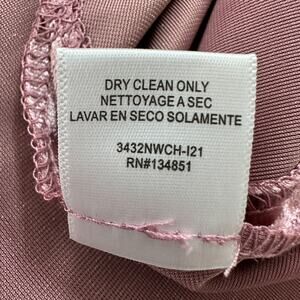 DRY CLEAN ONLY
NETTOYAGE A SEC
LAVAR EN SECO SOLAMENTE
3432NWCH-I21
RN#134851